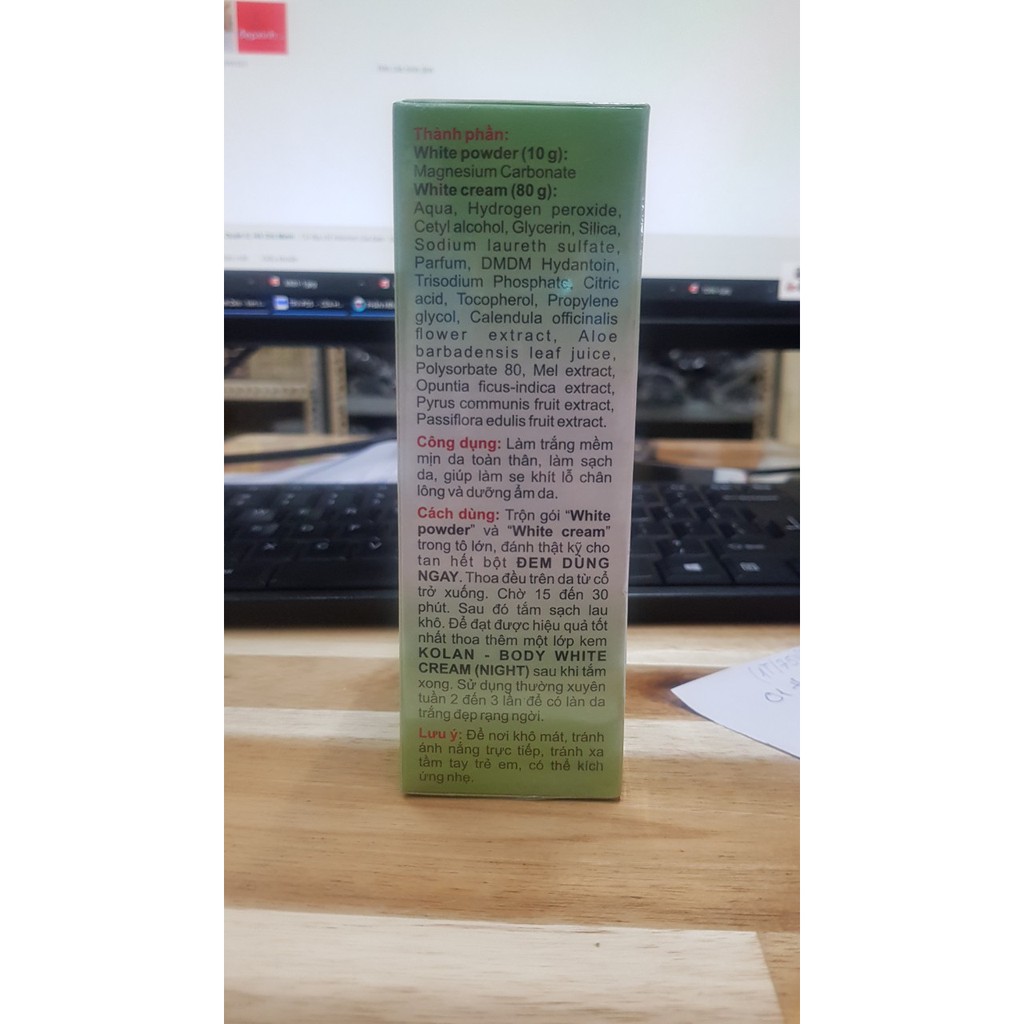 Thành phần:
White powder (10 g):
Magnesium Carbonate
White cream (80 g):
Aqua, Hydrogen peroxide,
Cetyl alcohol, Glycerin, Silica,
Sodium laureth sulfate,
Parfum, DMDM Hydantoin,
Trisodium Phosphate, Citric
acid, Tocopherol, Propylene
glycol, Calendula officinalis
flower extract, Aloe
barbadensis leaf juice,
Polysorbate 80, Mel extract,
Opuntia ficus-indica extract,
Pyrus communis fruit extract,
Passiflora edulis fruit extract.
Công dụng: Làm trắng mềm
mịn da toàn thân, làm sạch
da, giúp làm se khít lỗ chân
lông và dưỡng ẩm da.
Cách dùng: Trộn gói “White
powder” và “White cream”
trong tô lớn, đánh thật kỹ cho
tan hết bột ĐEM DÙNG
NGAY. Thoa đều trên da từ cổ
trở xuống. Chờ 15 đến 30
phút. Sau đó tắm sạch lau
khô. Để đạt được hiệu quả tốt
nhất thoa thêm một lớp kem
KOLAN - BODY WHITE
CREAM (NIGHT) sau khi tắm
xong. Sử dụng thường xuyên
tuần 2 đến 3 lần để có làn da
trắng đẹp rạng ngời.
Lưu ý: Để nơi khô mát, tránh
ánh nắng trực tiếp, tránh xa
tầm tay trẻ em, có thể kích
ứng nhẹ.